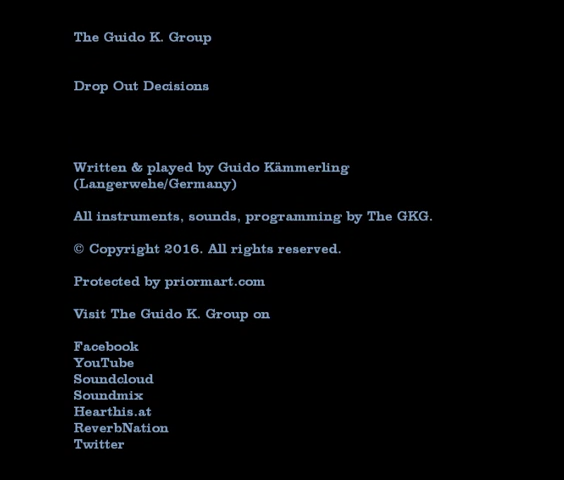 The Guido K. Group
Drop Out Decisions
Written & played by Guido Kämmerling
(Langerwehe/Germany)
All instruments, sounds, programming by The GKG.
© Copyright 2016. All rights reserved.
Protected by priormart.com
Visit The Guido K. Group on
Facebook
YouTube
Soundcloud
Soundmix
Hearthis.at
ReverbNation
Twitter